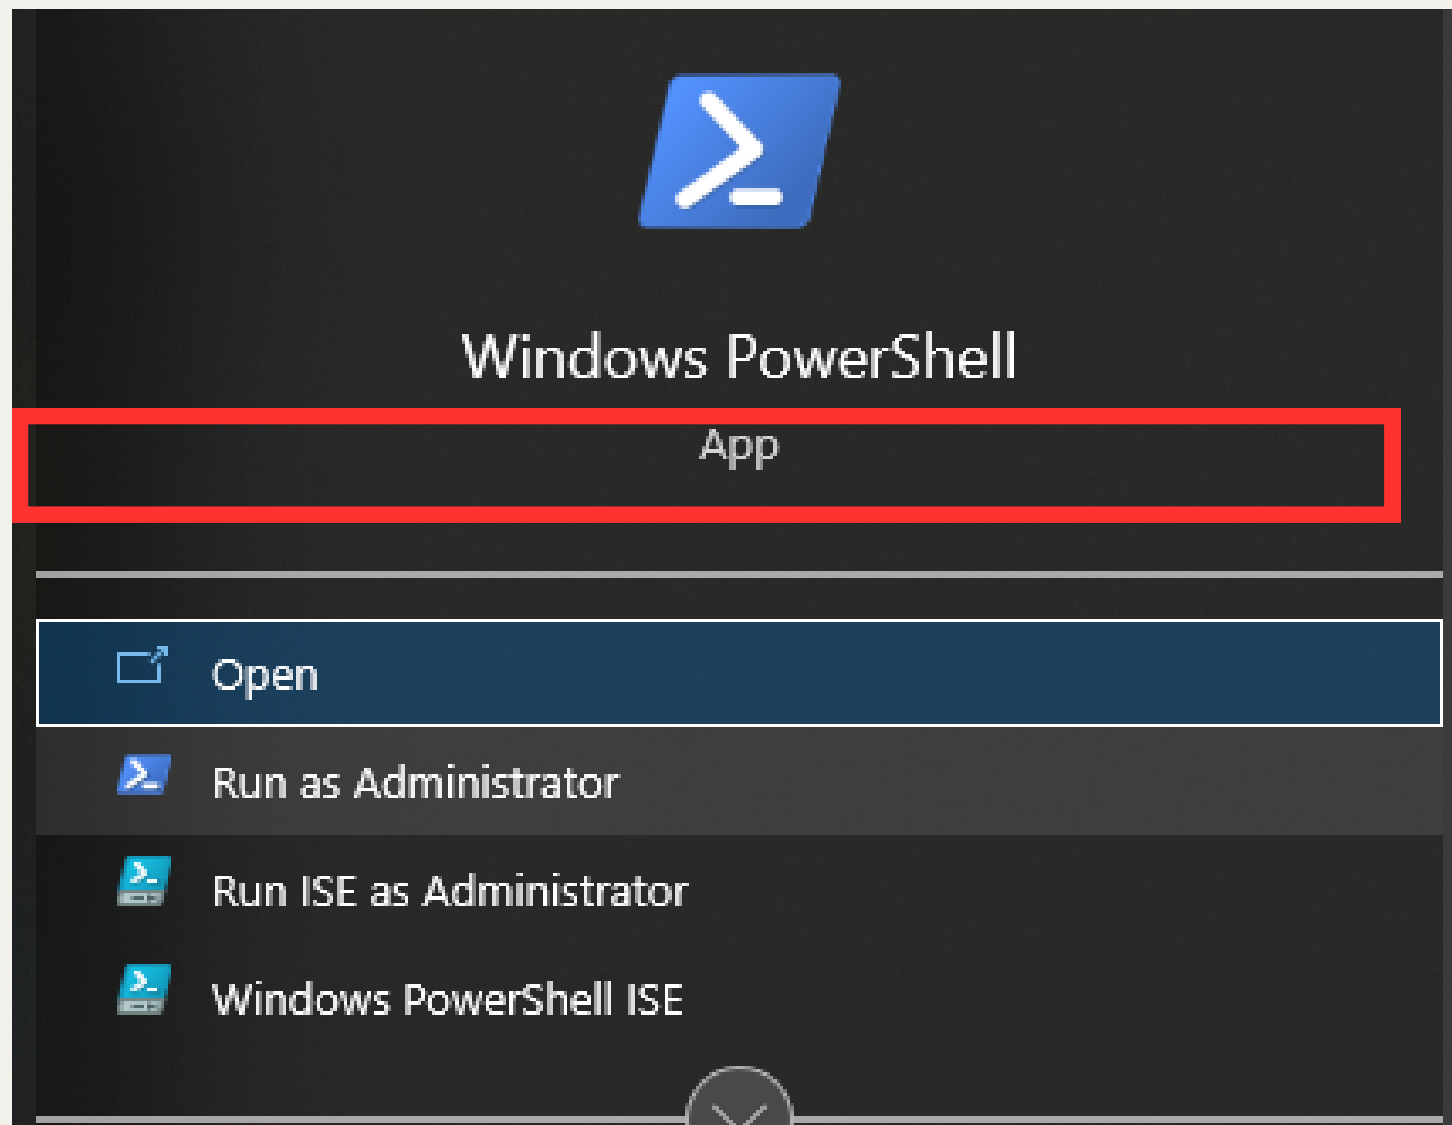 Windows PowerShell
App
Open
Run as Administrator
Run ISE as Administrator
Windows PowerShell ISE